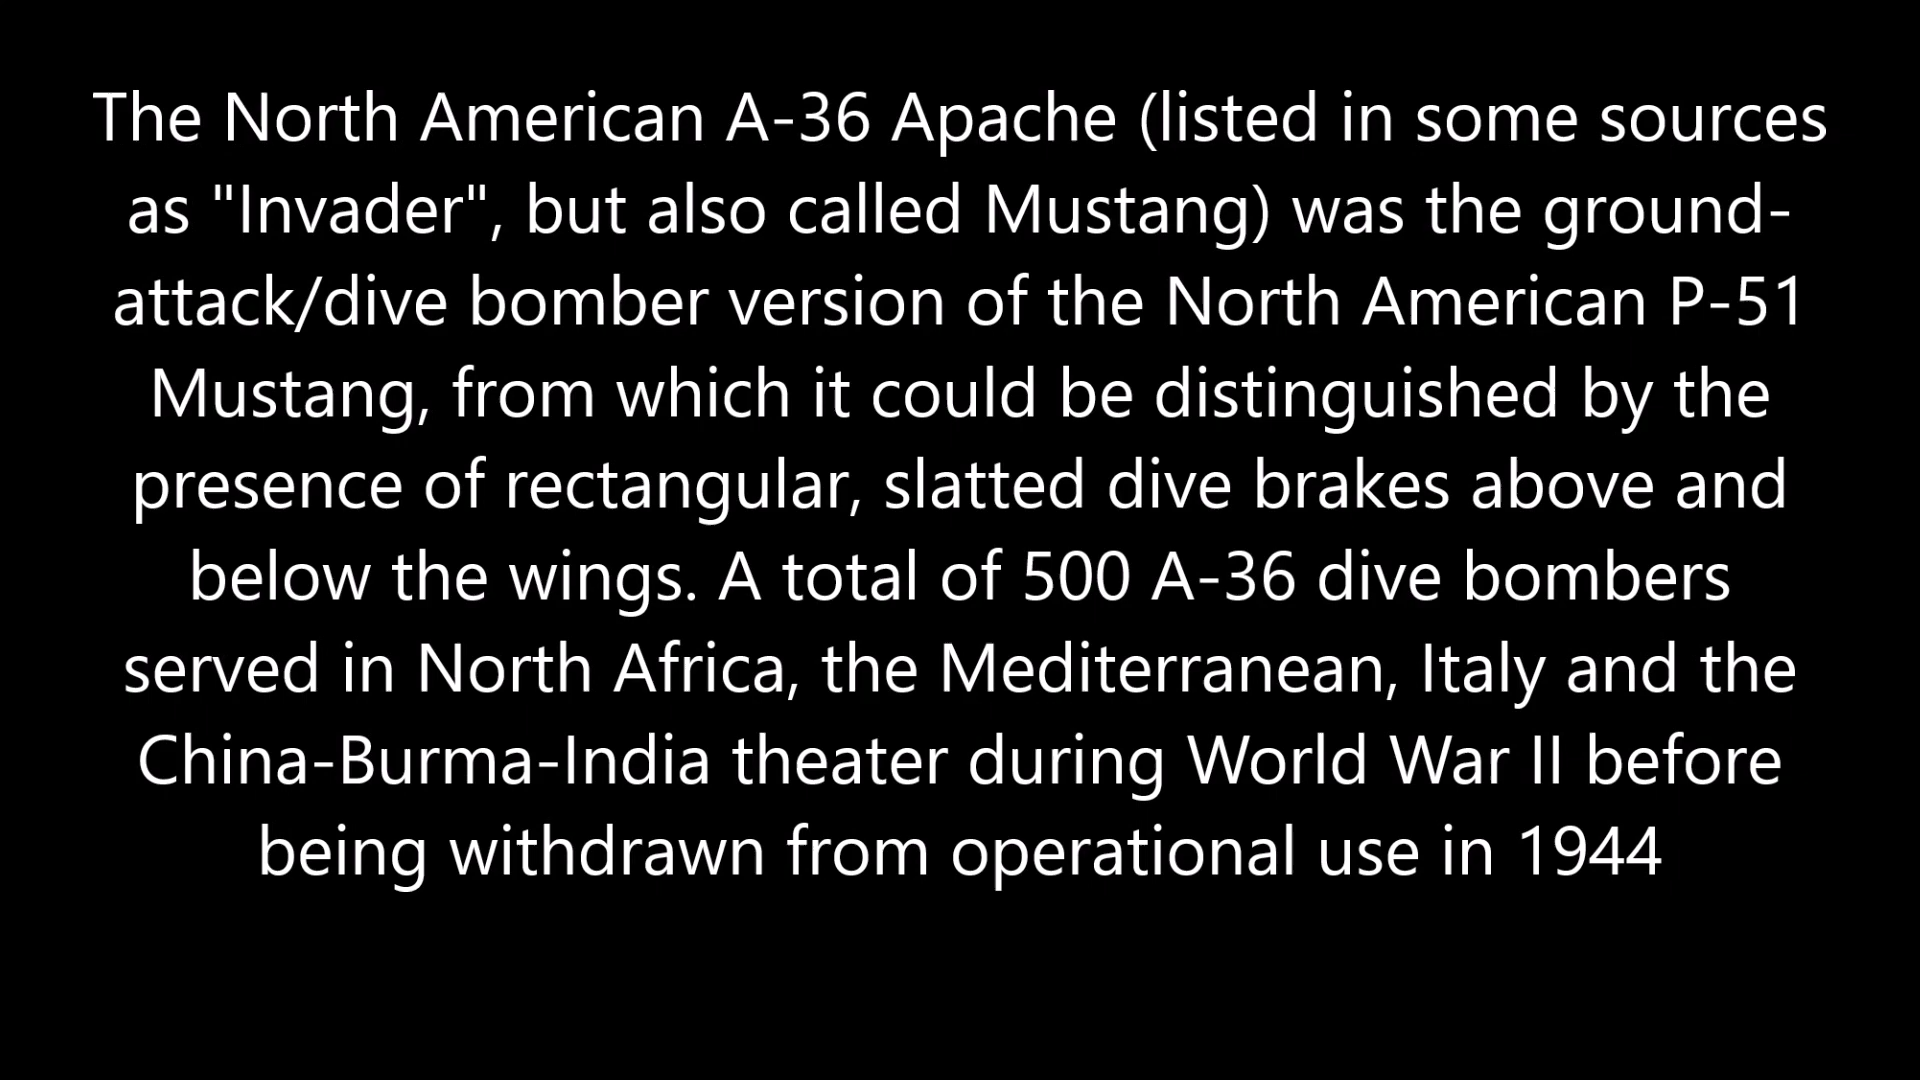 The North American A-36 Apache (listed in some sources
as "Invader", but also called Mustang) was the ground-
attack/dive bomber version of the North American P-51
Mustang, from which it could be distinguished by the
presence of rectangular, slatted dive brakes above and
below the wings. A total of 500 A-36 dive bombers
served in North Africa, the Mediterranean, Italy and the
China-Burma-India theater during World War II before
being withdrawn from operational use in 1944